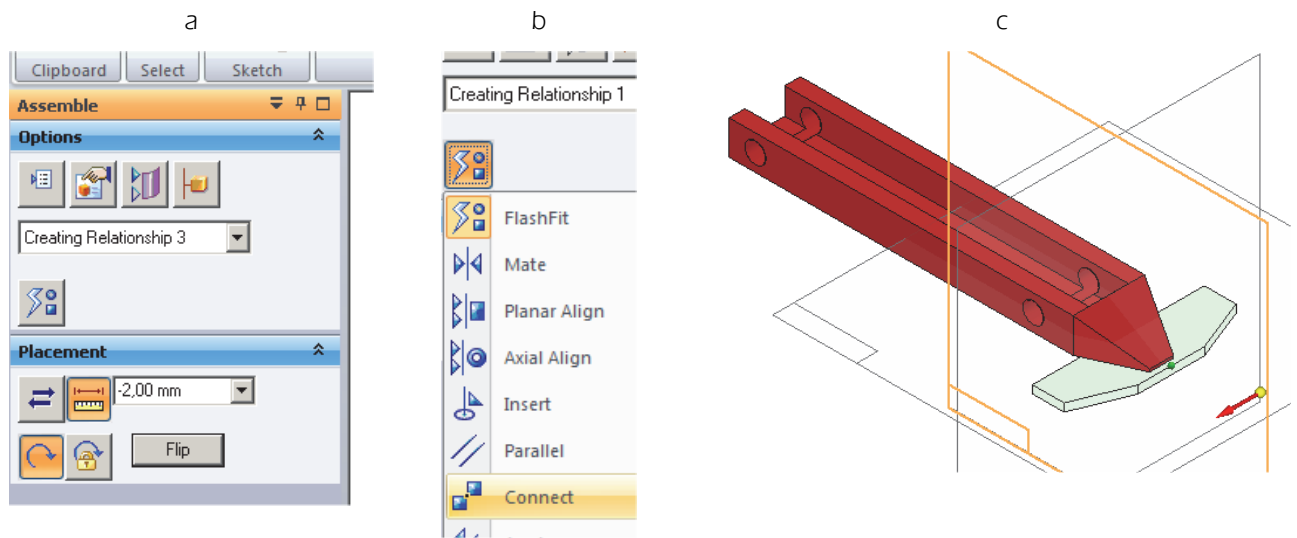 a
b
c
Clipboard Select Sketch
Assemble
Options
Creating Relationship 3
Placement
-2,00 mm
Flip
Creating Relationship 1
FlashFit
Mate
Planar Align
Axial Align
Insert
Parallel
Connect